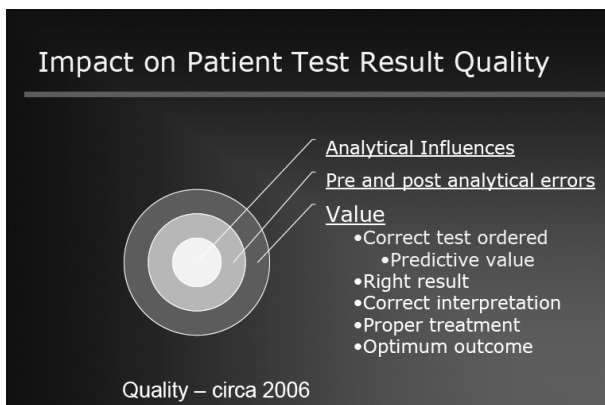 Impact on Patient Test Result Quality
Analytical Influences
Pre and post analytical errors
Value
•Correct test ordered
•Predictive value
•Right result
•Correct interpretation
•Proper treatment
•Optimum outcome
Quality – circa 2006